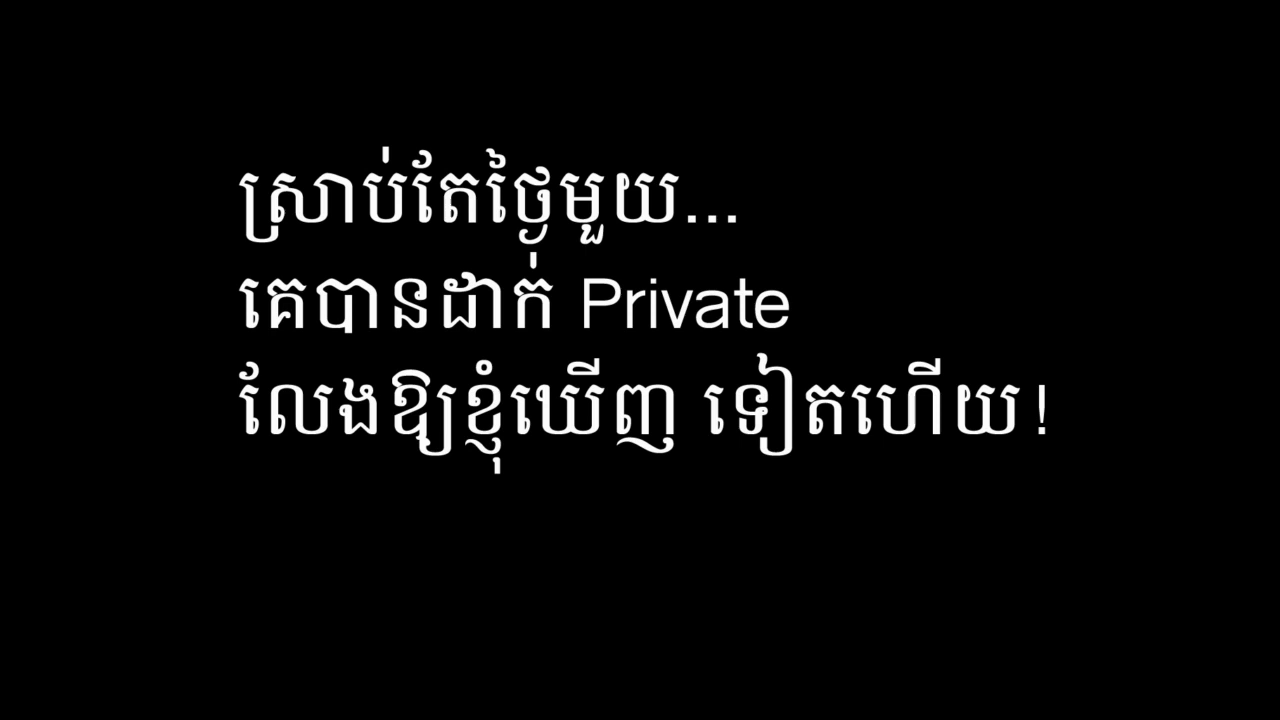 ស្រាប់តែថ្ងៃមួយ...
គេបានដាក់ Private
លែងឱ្យខ្ញុំឃើញ ទៀតហើយ!